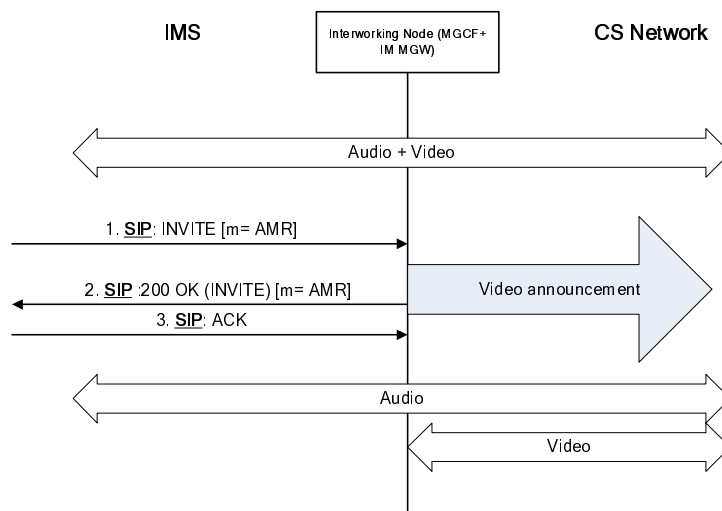 IMS
Interworking Node (MGCF+
IM MGW)
CS Network
Audio + Video
1. SIP: INVITE [m= AMR]
2. SIP :200 OK (INVITE) [m= AMR]
Video announcement
3. SIP: ACK
Audio
Video